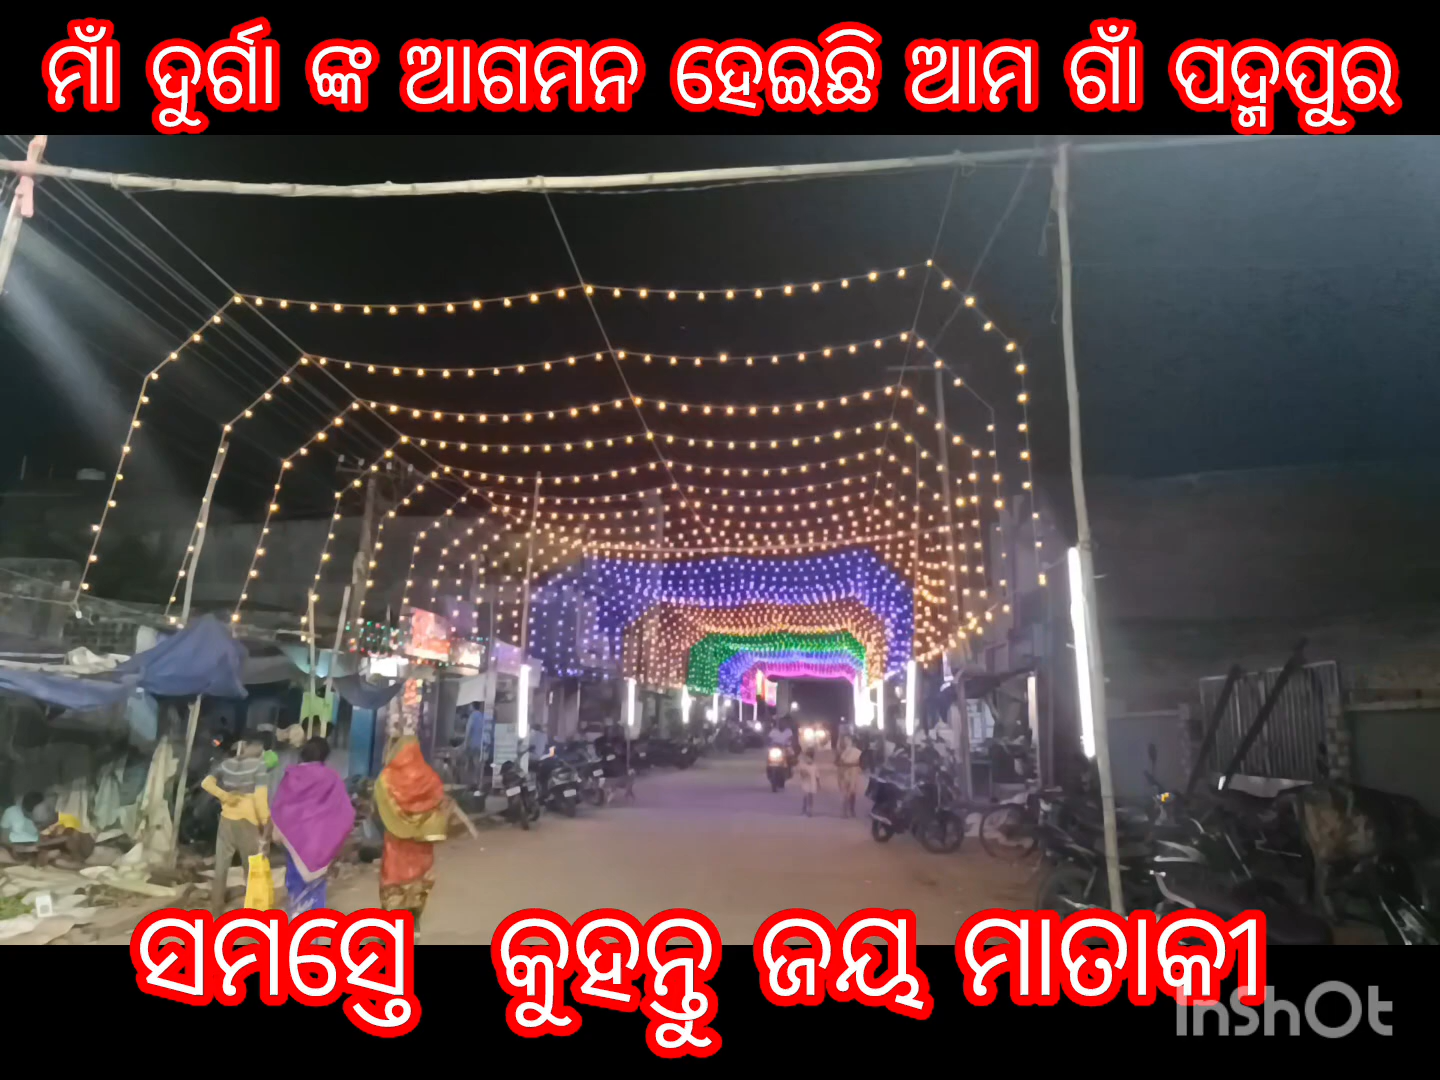 ମାଁ ଦୁର୍ଗା ଙ୍କ ଆଗମନ ହେଇଛି ଆମ ଗାଁ ପଦ୍ମପୁର
ସମସ୍ତେ କୁହନ୍ତୁ ଜୟ ମାତାକୀ
InShOt